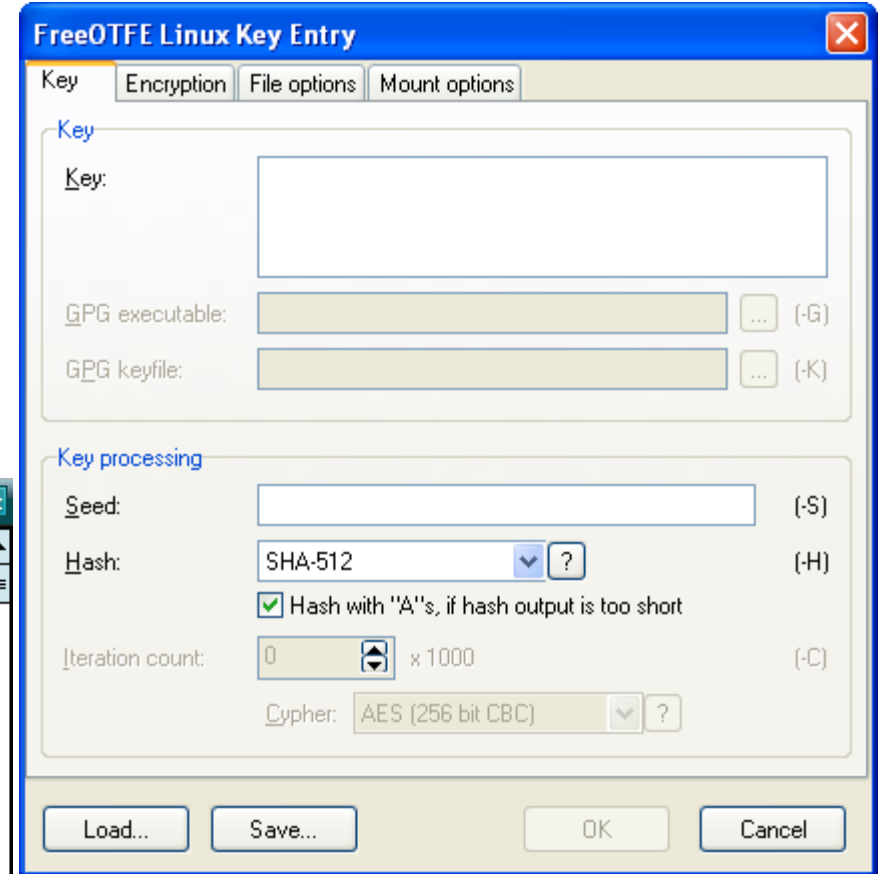 FreeOTFE Linux Key Entry
Key Encryption File options Mount options
Key
Key:
GPG executable: ... (-G)
GPG keyfile: ... (-K)
Key processing
Seed: (-S)
Hash: SHA-512 ? (-H)
Hash with "A"s, if hash output is too short
Iteration count: 0 x 1000 (-C)
Cypher: AES (256 bit CBC) ?
Load... Save... OK Cancel